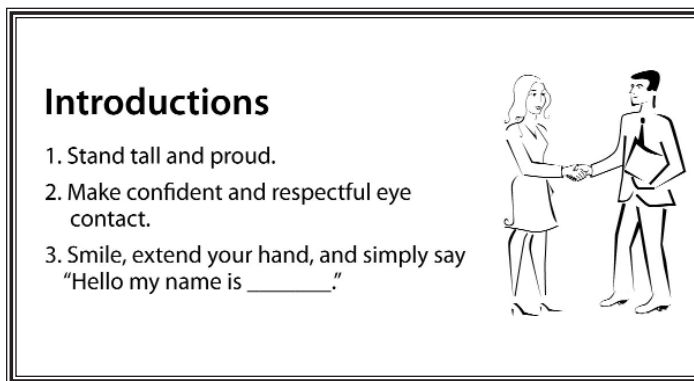 Introductions
1. Stand tall and proud.
2. Make confident and respectful eye
contact.
3. Smile, extend your hand, and simply say
“Hello my name is _______.”